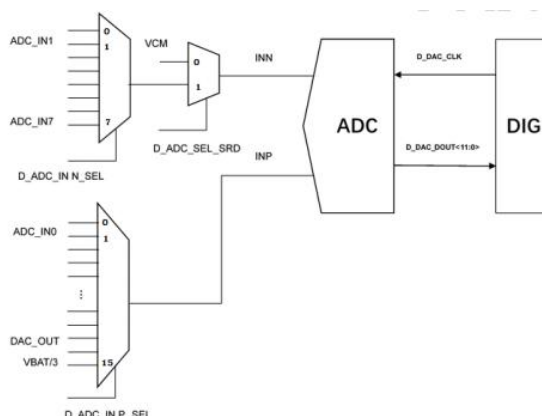 ADC_IN1
0
1
ADC_IN7
7
D_ADC_IN N_SEL
VCM
0
1
D_ADC_SEL_SRD
INN
INP
ADC
D_DAC_CLK
D_DAC_DOUT<11:0>
DIG
ADC_IN0
0
1
...
DAC_OUT
VBAT/3
15
D_ADC_IN P_SEL